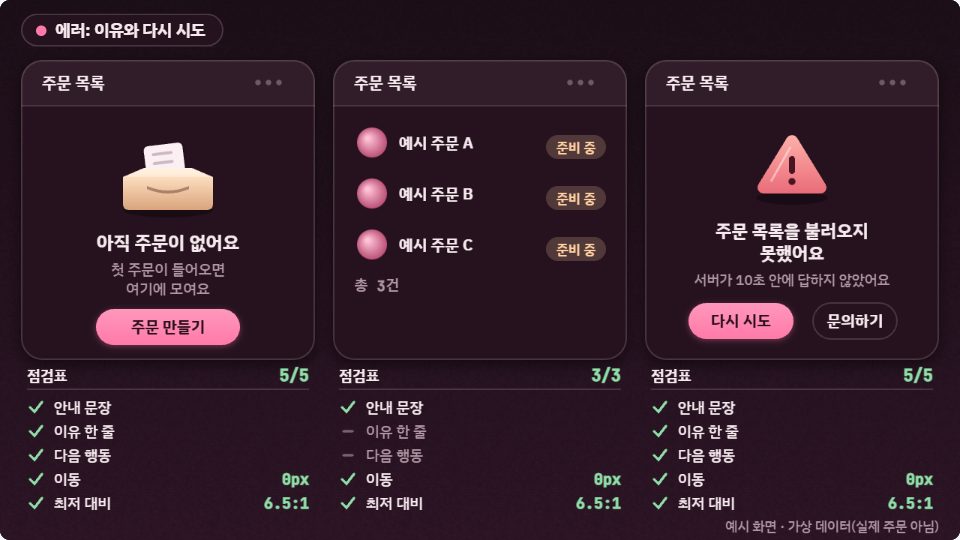 에러: 이유와 다시 시도
주문 목록
아직 주문이 없어요
첫 주문이 들어오면
여기에 모여요
주문 만들기
점검표 5/5
안내 문장
이유 한 줄
다음 행동
이동 0px
최저 대비 6.5:1
주문 목록
예시 주문 A 준비 중
예시 주문 B 준비 중
예시 주문 C 준비 중
총 3건
점검표 3/3
안내 문장
이유 한 줄
다음 행동
이동 0px
최저 대비 6.5:1
주문 목록
주문 목록을 불러오지
못했어요
서버가 10초 안에 답하지 않았어요
다시 시도 문의하기
점검표 5/5
안내 문장
이유 한 줄
다음 행동
이동 0px
최저 대비 6.5:1
예시 화면 · 가상 데이터(실제 주문 아님)